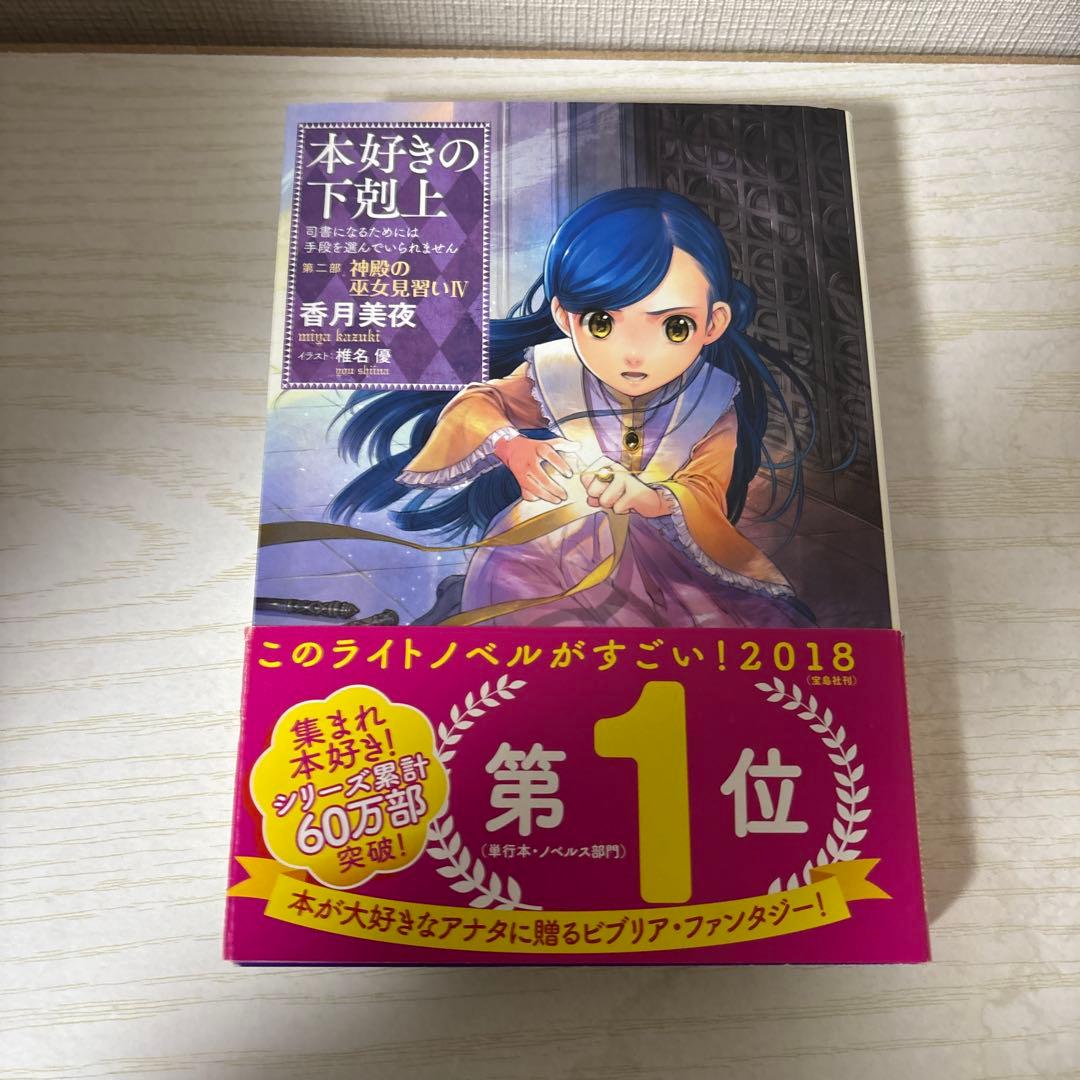 本好きの
下剋上
司書になるためには
手段を選んでいられません
第二部 神殿の
巫女見習いIV
香月美夜
miya kazuki
イラスト:椎名 優
you shiina
このライトノベルがすごい!2018
(宝島社刊)
集まれ
本好き!
シリーズ累計
60万部
突破!
第1位
(単行本・ノベルス部門)
本が大好きなアナタに贈るビブリア・ファンタジー!